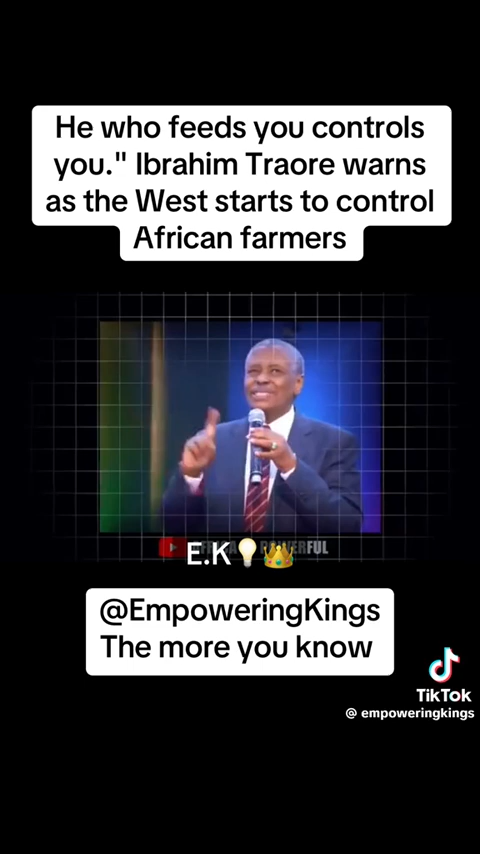 He who feeds you controls
you." Ibrahim Traore warns
as the West starts to control
African farmers
E.K💡👑
@EmpoweringKings
The more you know
TikTok
@ empoweringkings